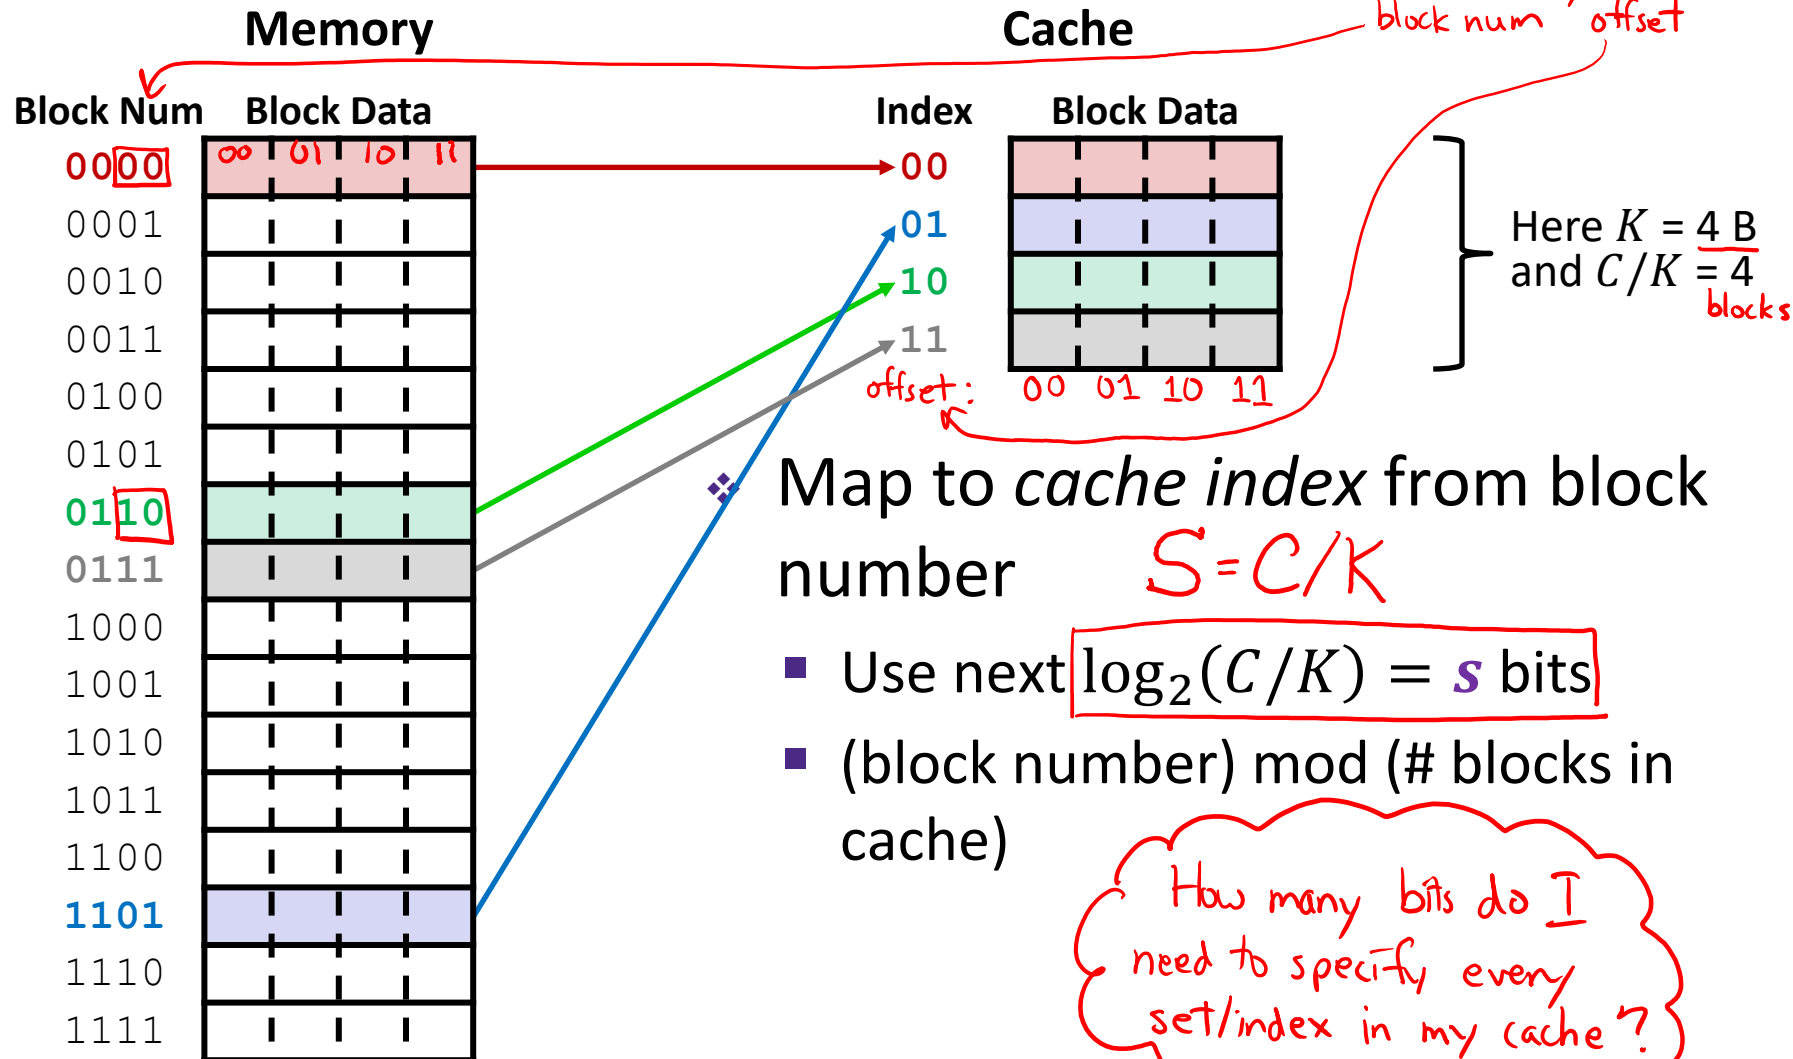 block num offset
Memory Cache
Block Num Block Data Index Block Data
0000 00 01 10 11 00
0001 01
0010 10
0011 11
0100 offset: 00 01 10 11
0101
0110
0111
1000
1001
1010
1011
1100
1101
1110
1111
Here K = 4 B
and C/K = 4
blocks
❖ Map to cache index from block
number S=C/K
▪ Use next log₂(C/K) = s bits
▪ (block number) mod (# blocks in
cache)
How many bits do I
need to specify every
set/index in my cache?